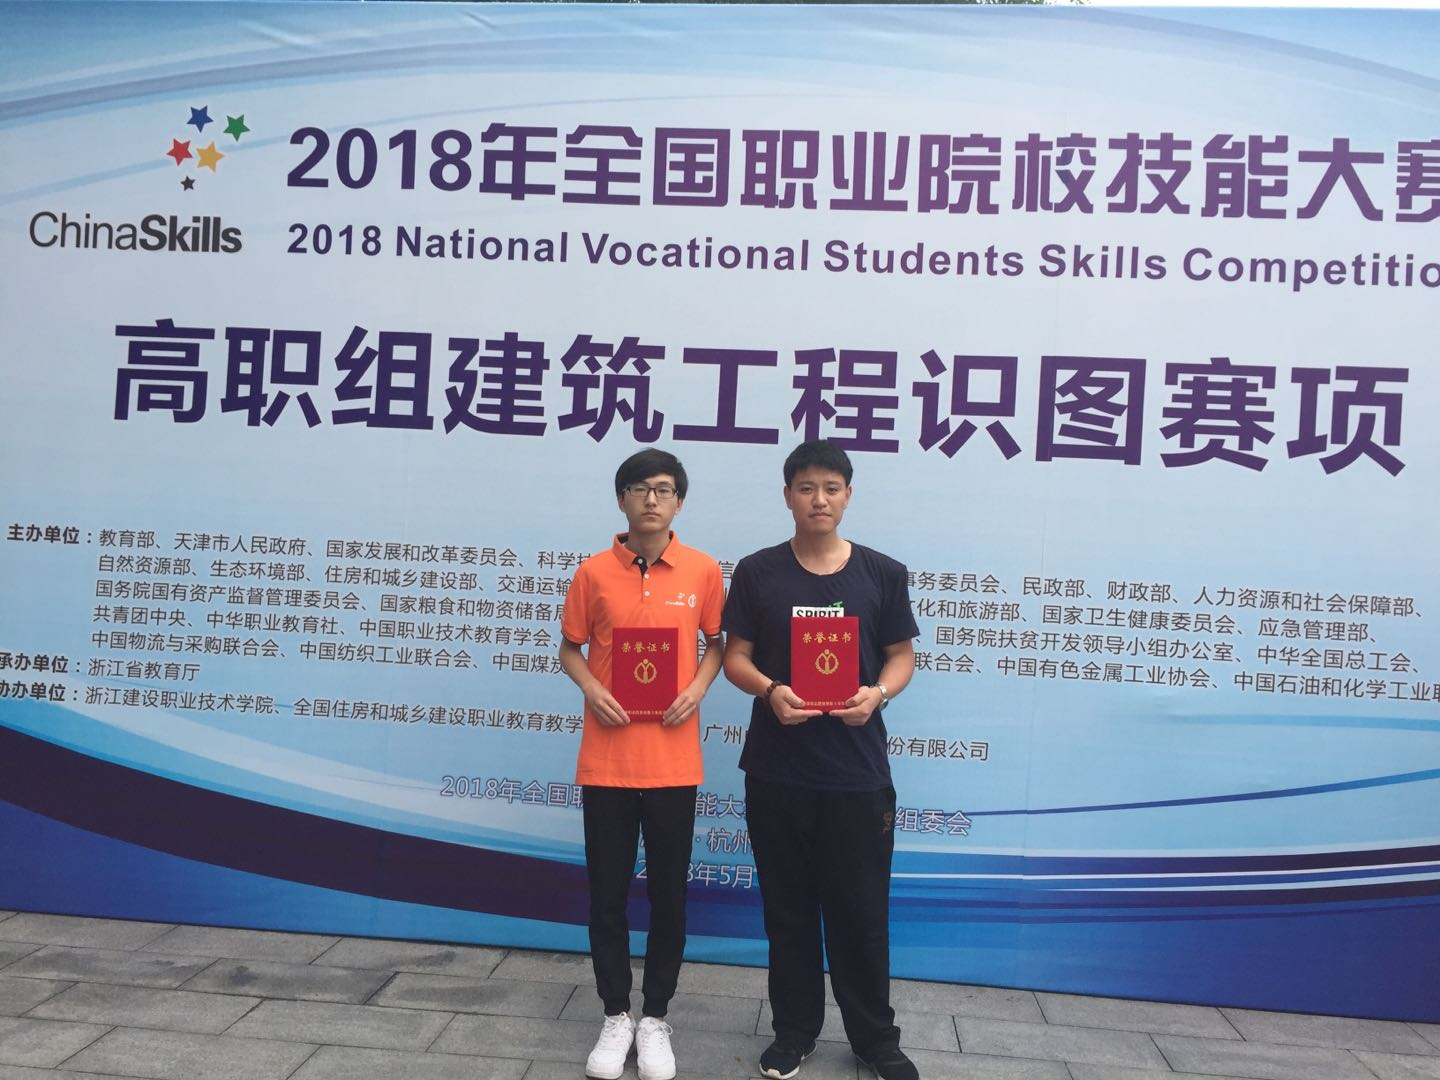 2018年全国职业院校技能大赛
ChinaSkills
2018 National Vocational Students Skills Competitio
高职组建筑工程识图赛项
主办单位：教育部、天津市人民政府、国家发展和改革委员会、科学技 信 事务委员会、民政部、财政部、人力资源和社会保障部、
自然资源部、生态环境部、住房和城乡建设部、交通运输 文化和旅游部、国家卫生健康委员会、应急管理部、
国务院国有资产监督管理委员会、国家粮食和物资储备局 、国务院扶贫开发领导小组办公室、中华全国总工会、
共青团中央、中华职业教育社、中国职业技术教育学会、 联合会、中国有色金属工业协会、中国石油和化学工业联
中国物流与采购联合会、中国纺织工业联合会、中国煤炭
承办单位：浙江省教育厅
协办单位：浙江建设职业技术学院、全国住房和城乡建设职业教育教学 广州 份有限公司
2018年全国职 能大赛 组委会
·杭州
2018年5月
ChinaSkills
SPIRIT
荣誉证书
荣誉证书